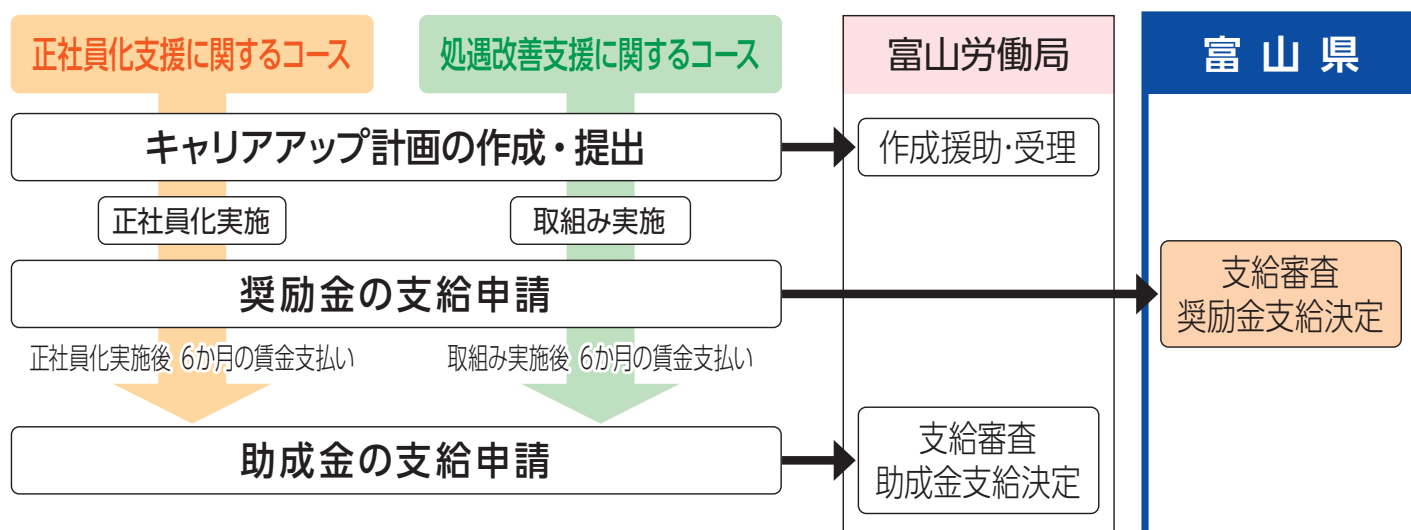 正社員化支援に関するコース
処遇改善支援に関するコース
富山労働局
富山県
キャリアアップ計画の作成・提出
作成援助・受理
正社員化実施
取組み実施
奨励金の支給申請
支給審査
奨励金支給決定
正社員化実施後 6か月の賃金支払い
取組み実施後 6か月の賃金支払い
助成金の支給申請
支給審査
助成金支給決定